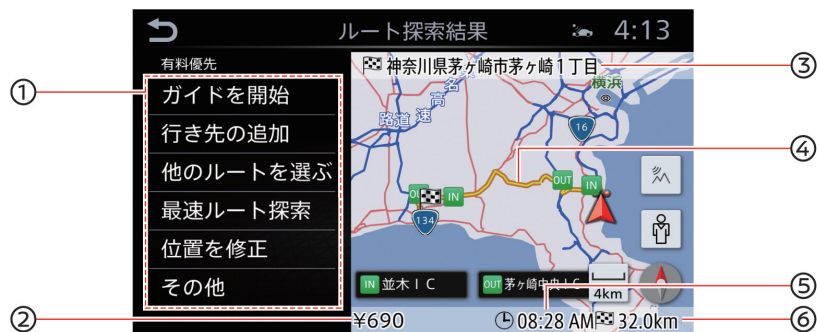 ルート探索結果 4:13
有料優先
ガイドを開始
行き先の追加
他のルートを選ぶ
最速ルート探索
位置を修正
その他
神奈川県茅ヶ崎市茅ヶ崎1丁目
横浜
名
高
速
道
路
16
OUT IN
OU IN
134
IN 並木IC
OUT 茅ヶ崎中央IC
4km
¥690
08:28 AM
32.0km
①
②
③
④
⑤
⑥